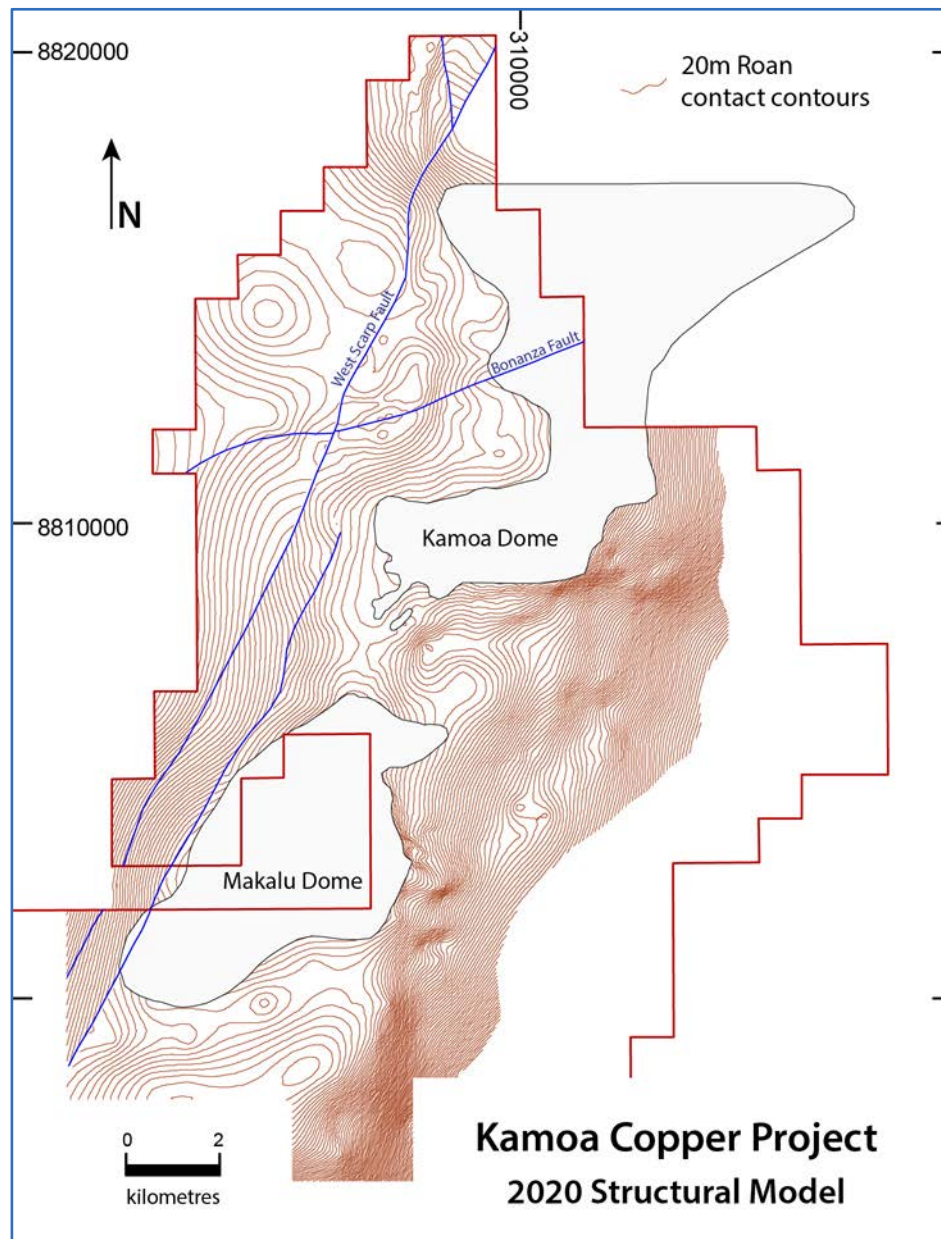 8820000
310000
20m Roan
contact contours
N
West Scarp Fault
Bonanza Fault
8810000
Kamoa Dome
Makalu Dome
0 2
kilometres
Kamoa Copper Project
2020 Structural Model